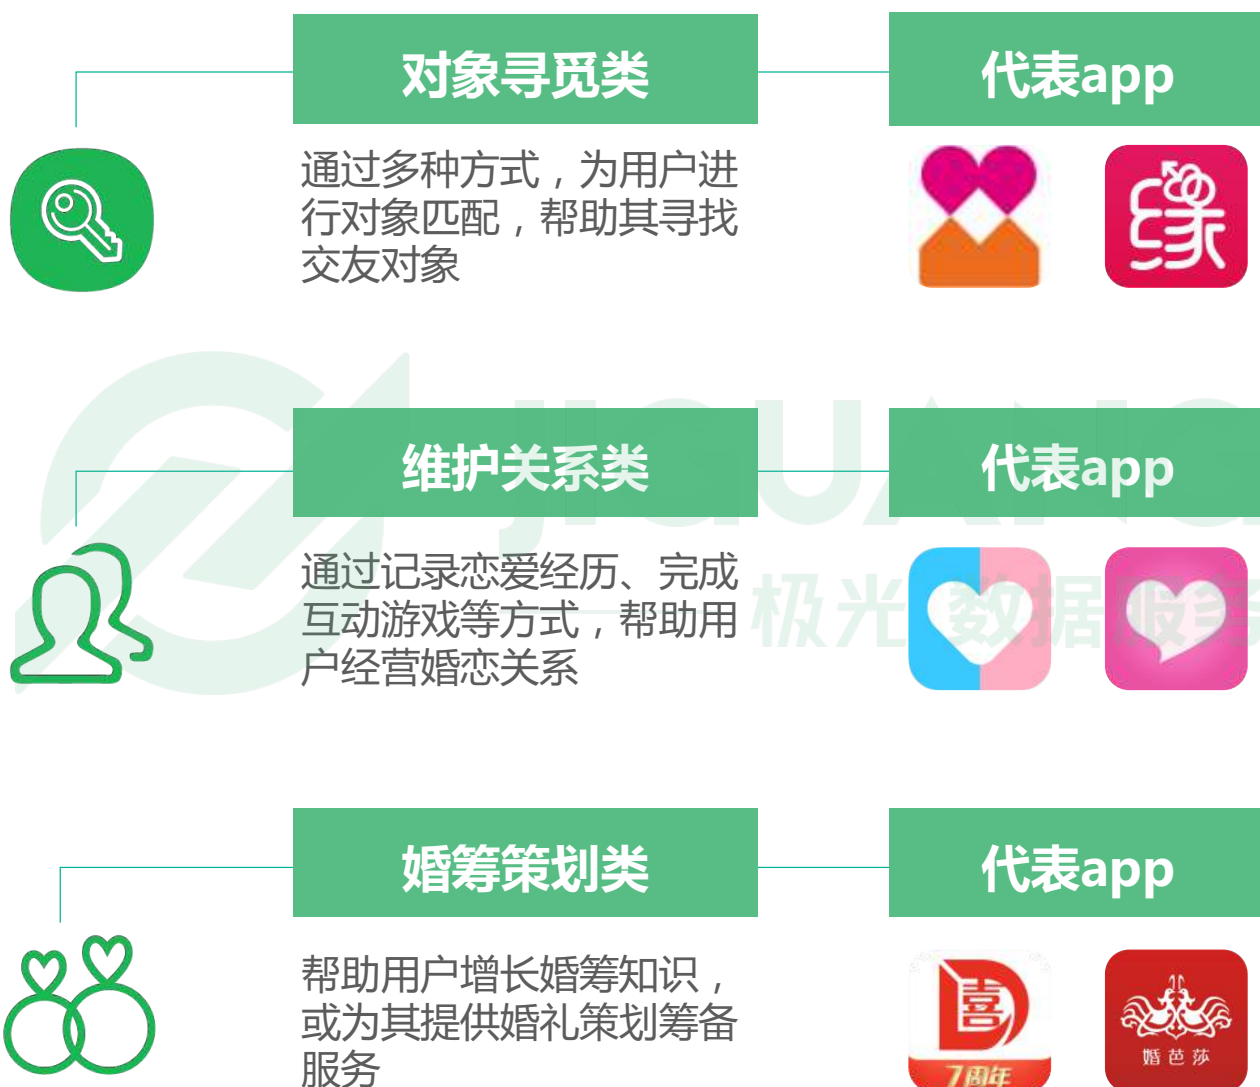 对象寻觅类
代表app
通过多种方式，为用户进
行对象匹配，帮助其寻找
交友对象
缘
JIGUANG
维护关系类
代表app
通过记录恋爱经历、完成
互动游戏等方式，帮助用
户经营婚恋关系
极光 数据服务
婚筹策划类
代表app
帮助用户增长婚筹知识，
或为其提供婚礼策划筹备
服务
喜
7周年
婚芭莎